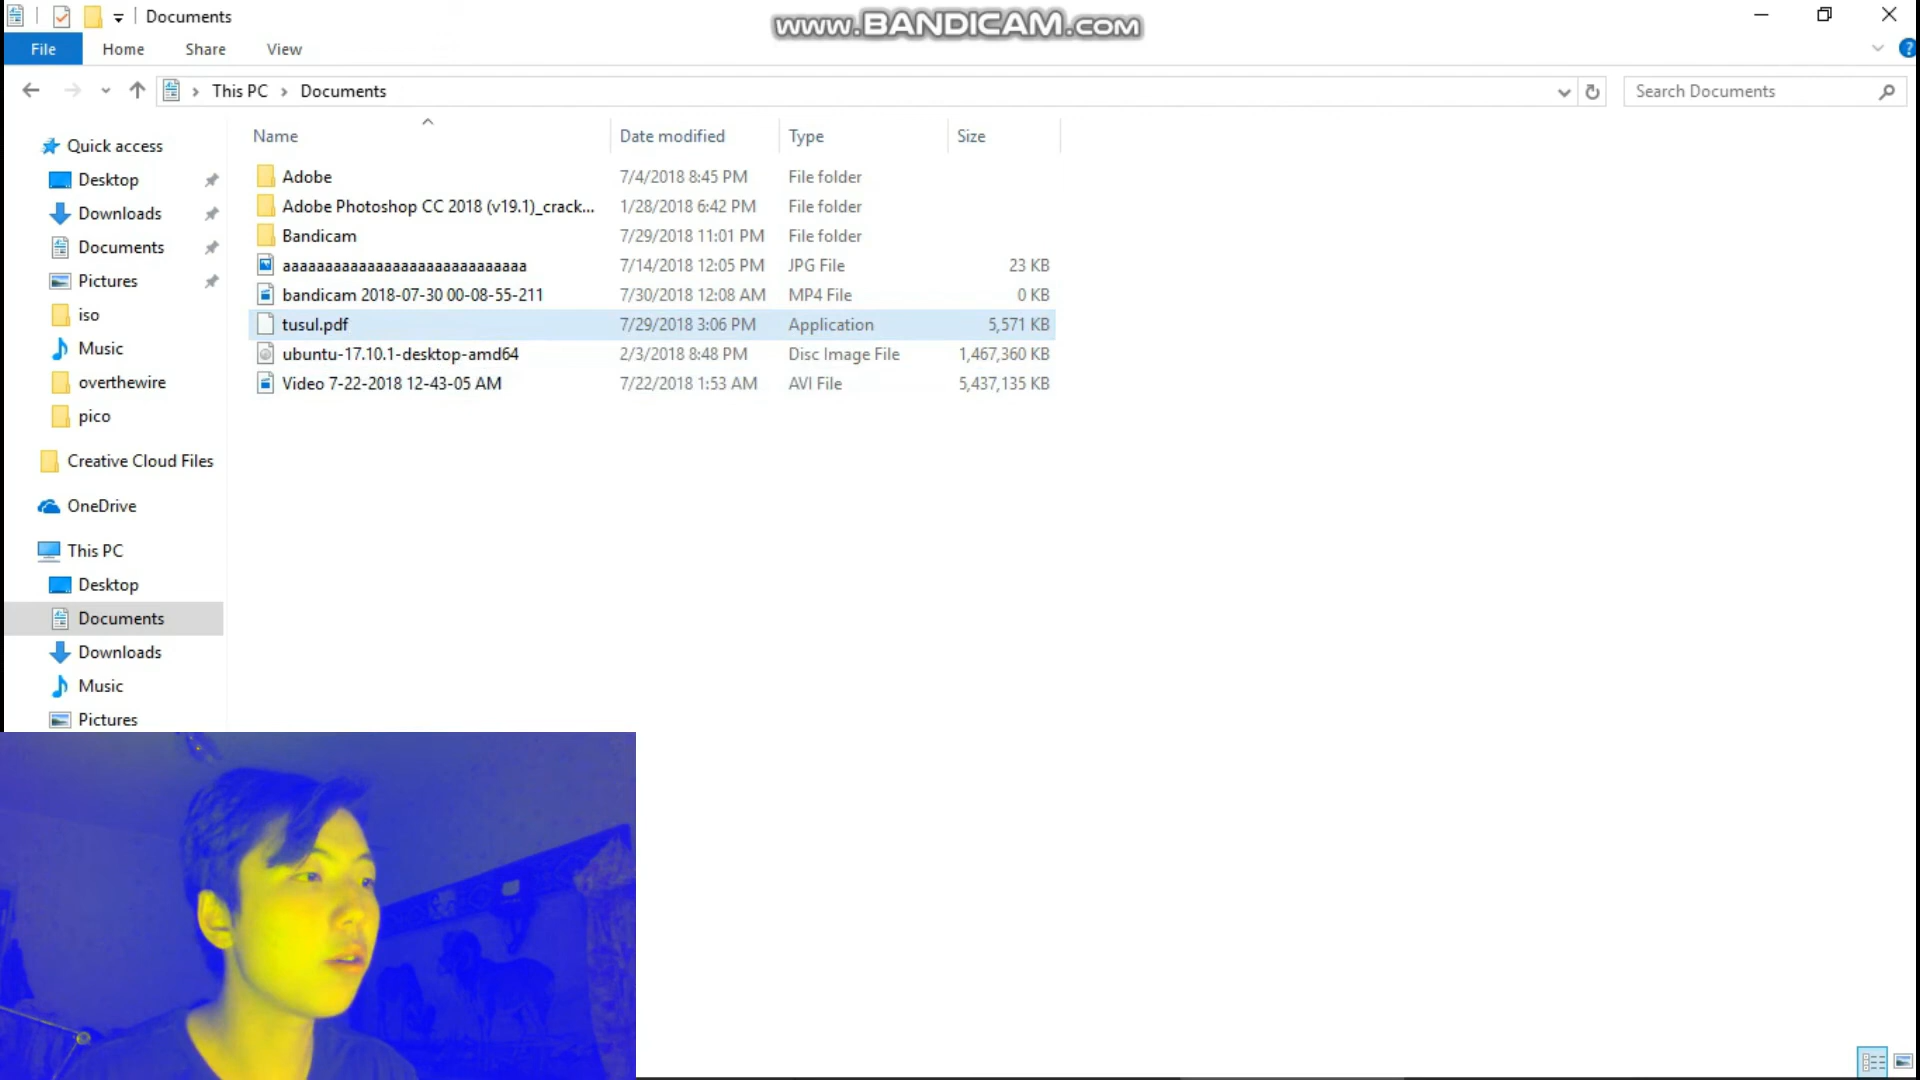 Documents
www.BANDICAM.com
File Home Share View
This PC Documents
Search Documents
Name Date modified Type Size
Adobe 7/4/2018 8:45 PM File folder
Adobe Photoshop CC 2018 (v19.1)_crack... 1/28/2018 6:42 PM File folder
Bandicam 7/29/2018 11:01 PM File folder
aaaaaaaaaaaaaaaaaaaaaaaaaaaaa 7/14/2018 12:05 PM JPG File 23 KB
bandicam 2018-07-30 00-08-55-211 7/30/2018 12:08 AM MP4 File 0 KB
tusul.pdf 7/29/2018 3:06 PM Application 5,571 KB
ubuntu-17.10.1-desktop-amd64 2/3/2018 8:48 PM Disc Image File 1,467,360 KB
Video 7-22-2018 12-43-05 AM 7/22/2018 1:53 AM AVI File 5,437,135 KB
Quick access
Desktop
Downloads
Documents
Pictures
iso
Music
overthewire
pico
Creative Cloud Files
OneDrive
This PC
Desktop
Documents
Downloads
Music
Pictures